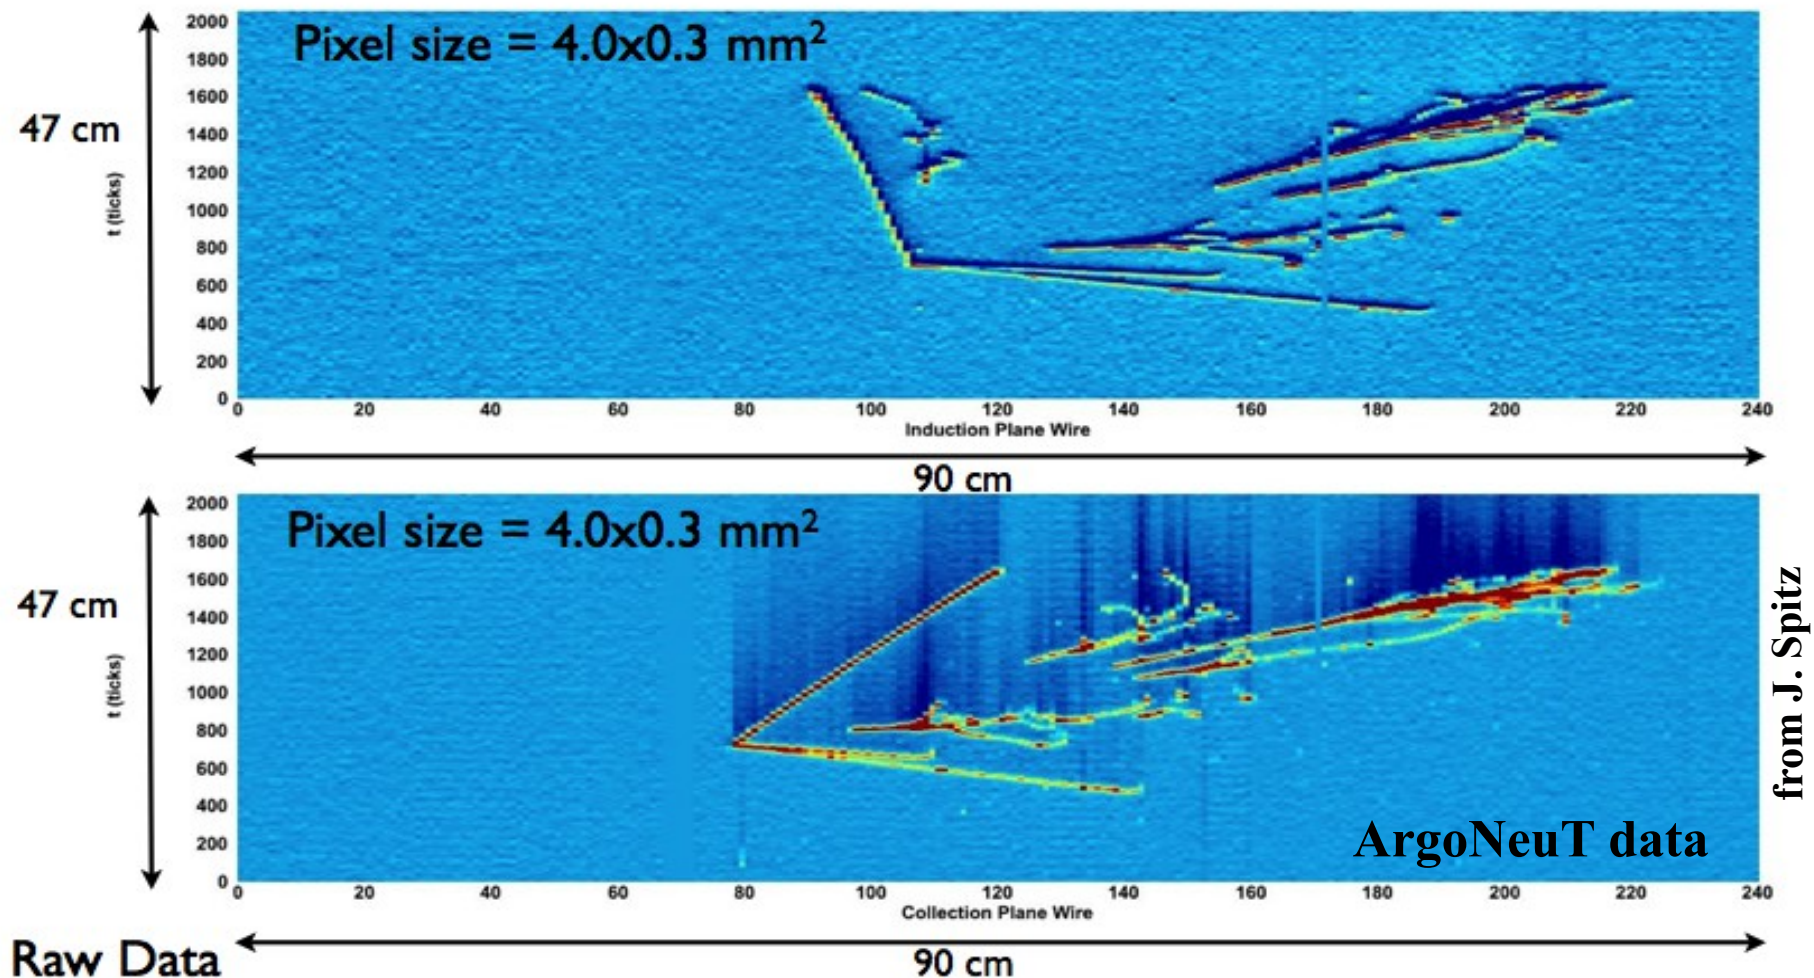 Pixel size = 4.0x0.3 mm²
2000
1800
1600
1400
1200
1000
800
600
400
200
0
47 cm
t (ticks)
0 20 40 60 80 100 120 140 160 180 200 220 240
Induction Plane Wire
90 cm
Pixel size = 4.0x0.3 mm²
2000
1800
1600
1400
1200
1000
800
600
400
200
0
47 cm
t (ticks)
from J. Spitz
ArgoNeuT data
0 20 40 60 80 100 120 140 160 180 200 220 240
Collection Plane Wire
Raw Data
90 cm